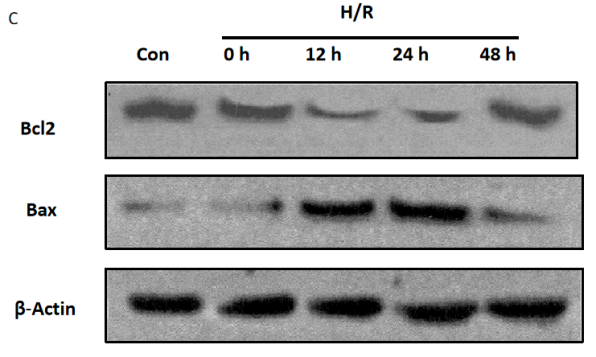 C
H/R
Con 0 h 12 h 24 h 48 h
Bcl2
Bax
β-Actin